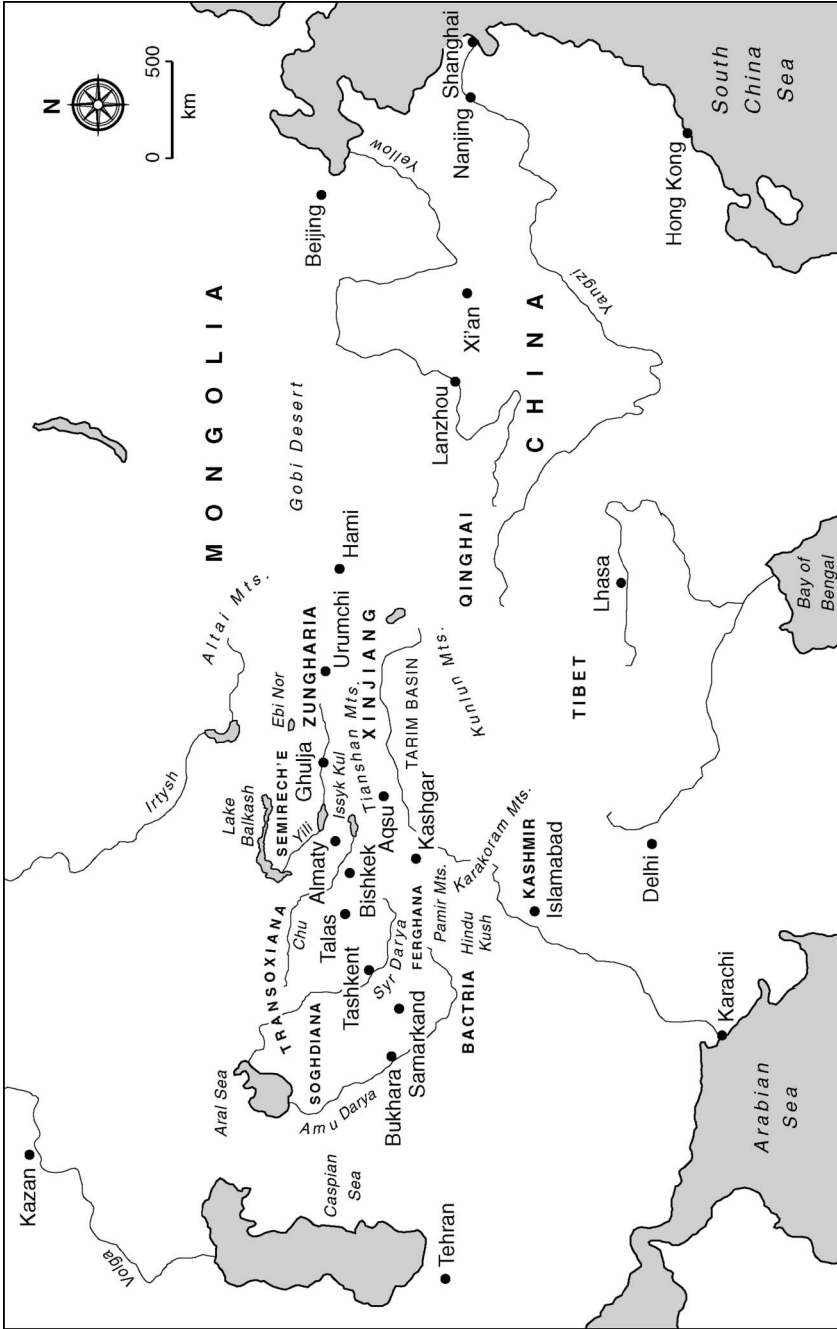 N
0 500
km
Kazan
Volga
Irtysh
Altai Mts.
MONGOLIA
Aral Sea
Caspian
Sea
Lake
Balkash
Ebi Nor
Gobi Desert
Beijing
Yellow
TRANSOXIANA
SOGHDIANA
Chu
SEMIRECH'E
Yili
Ghulja
ZUNGHARIA
Urumchi
Hami
Almaty
Issyk Kul
Talas
Bishkek
Tianshan Mts.
XINJIANG
Tashkent
Syr Darya
Aqsu
Amu Darya
Bukhara
Samarkand
FERGHANA
Kashgar
TARIM BASIN
Pamir Mts.
Tehran
BACTRIA
Hindu
Kush
Karakoram Mts.
Kunlun Mts.
QINGHAI
Lanzhou
Xi'an
Nanjing
Shanghai
CHINA
KASHMIR
Islamabad
TIBET
Lhasa
Yangzi
Delhi
Karachi
Hong Kong
South
China
Sea
Arabian
Sea
Bay of
Bengal